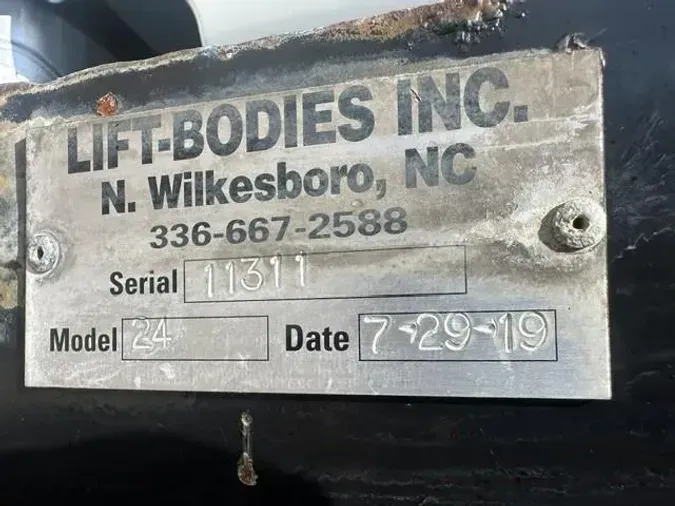 LIFT-BODIES INC.
N. Wilkesboro, NC
336-667-2588
Serial 11311
Model 24 Date 7-29-19